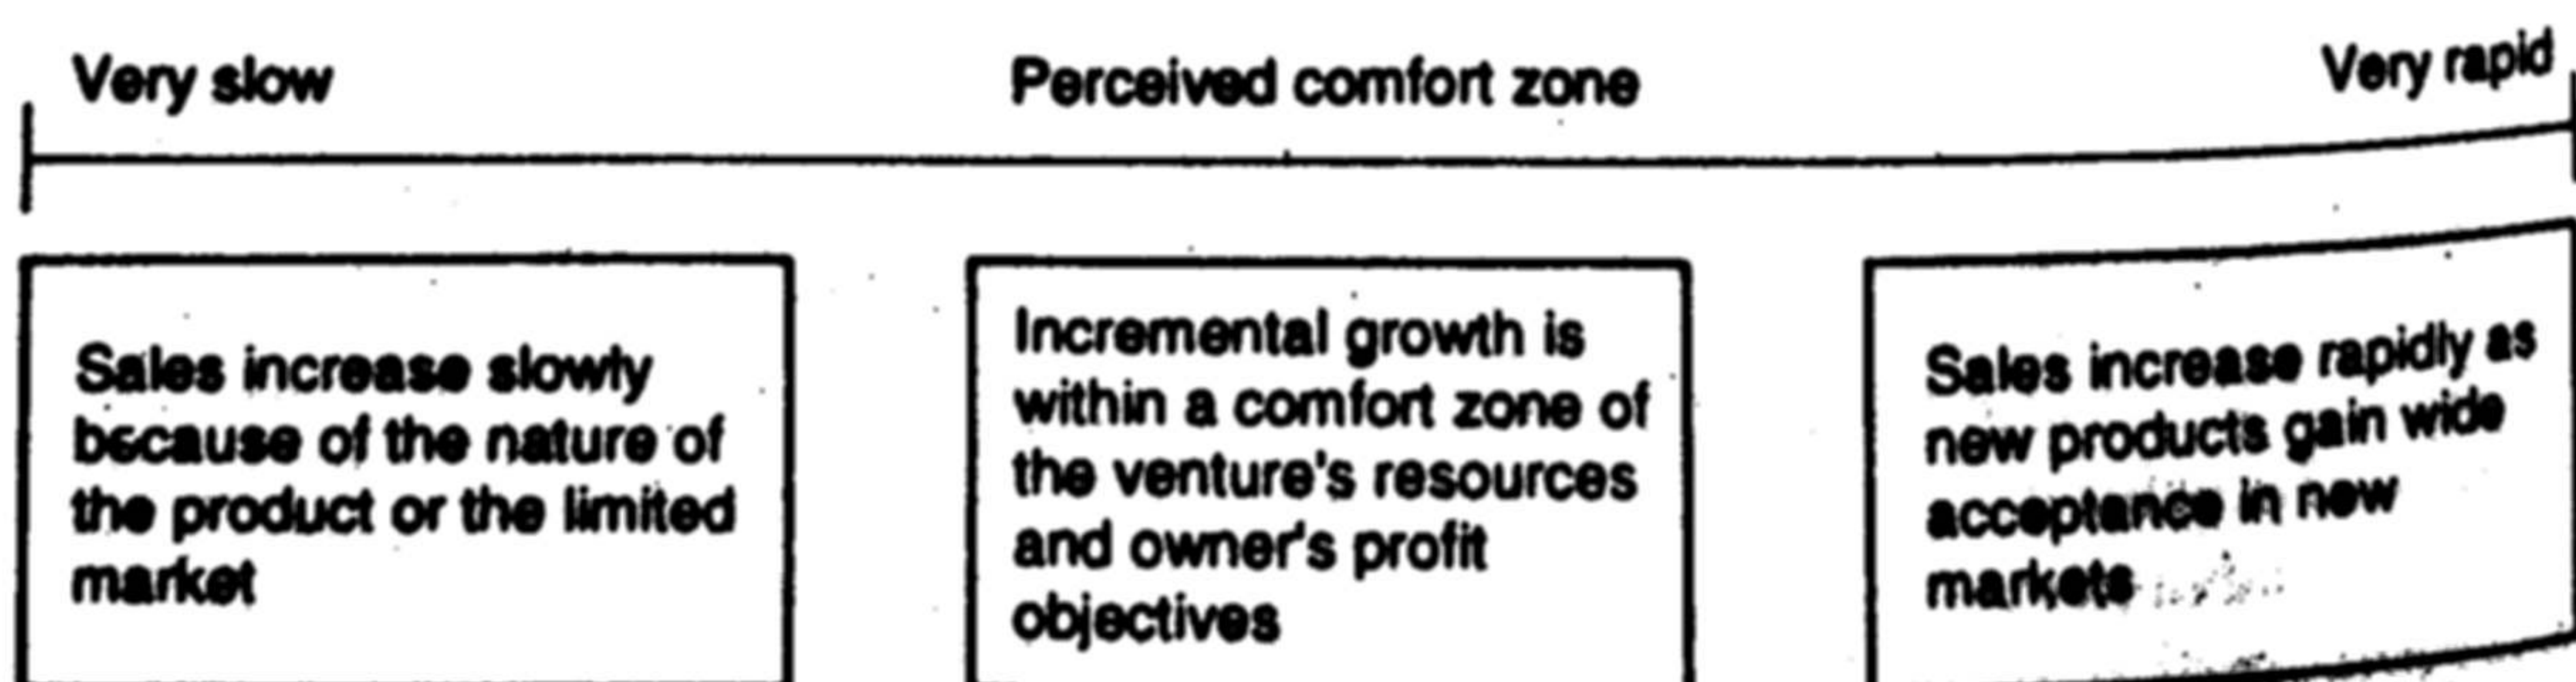 Very slow
Perceived comfort zone
Very rapid
Sales increase slowly
because of the nature of
the product or the limited
market
Incremental growth is
within a comfort zone of
the venture's resources
and owner's profit
objectives
Sales increase rapidly as
new products gain wide
acceptance in new
markets